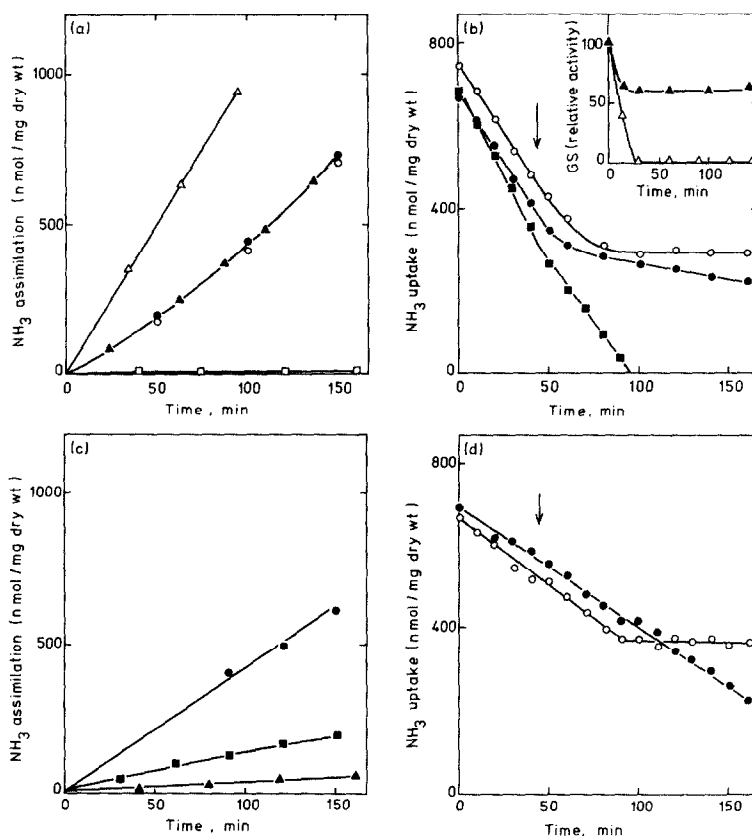 (a)
NH3 assimilation (nmol/mg dry wt)
1000
500
0
0
50
100
150
Time, min
(b)
NH3 uptake (nmol/mg dry wt)
800
400
0
0
50
100
150
Time, min
GS (relative activity)
100
50
0
0
50
100
Time, min
(c)
NH3 assimilation (nmol/mg dry wt)
1000
500
0
0
50
100
150
Time, min
(d)
NH3 uptake (nmol/mg dry wt)
800
400
0
0
50
100
150
Time, min